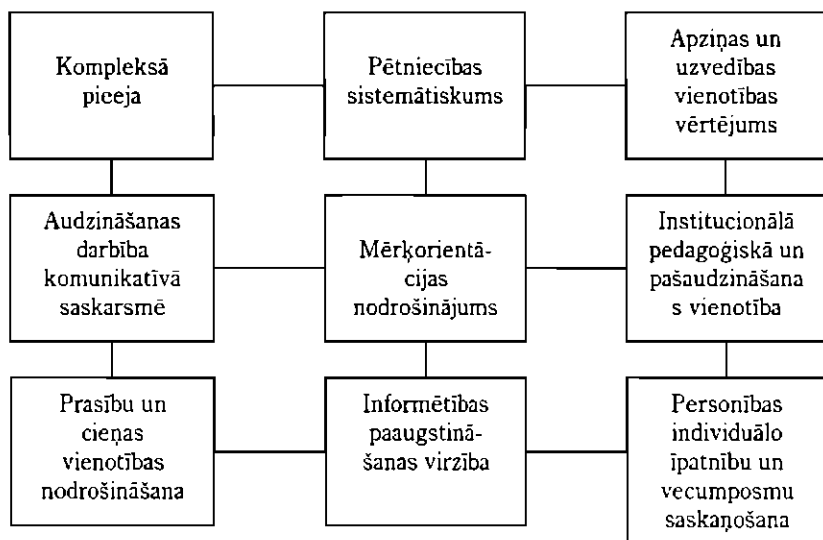 Kompleksā
pieeja
Pētniecības
sistemātiskums
Apziņas un
uzvedības
vienotības
vērtējums
Audzināšanas
darbība
komunikatīvā
saskarsmē
Mērķorientā-
cijas
nodrošinājums
Institucionālā
pedagoģiskā un
pašaudzināšana
s vienotība
Prasību un
cieņas
vienotības
nodrošināšana
Informētības
paaugstinā-
šanas virzība
Personības
individuālo
īpatnību un
vecumposmu
saskaņošana